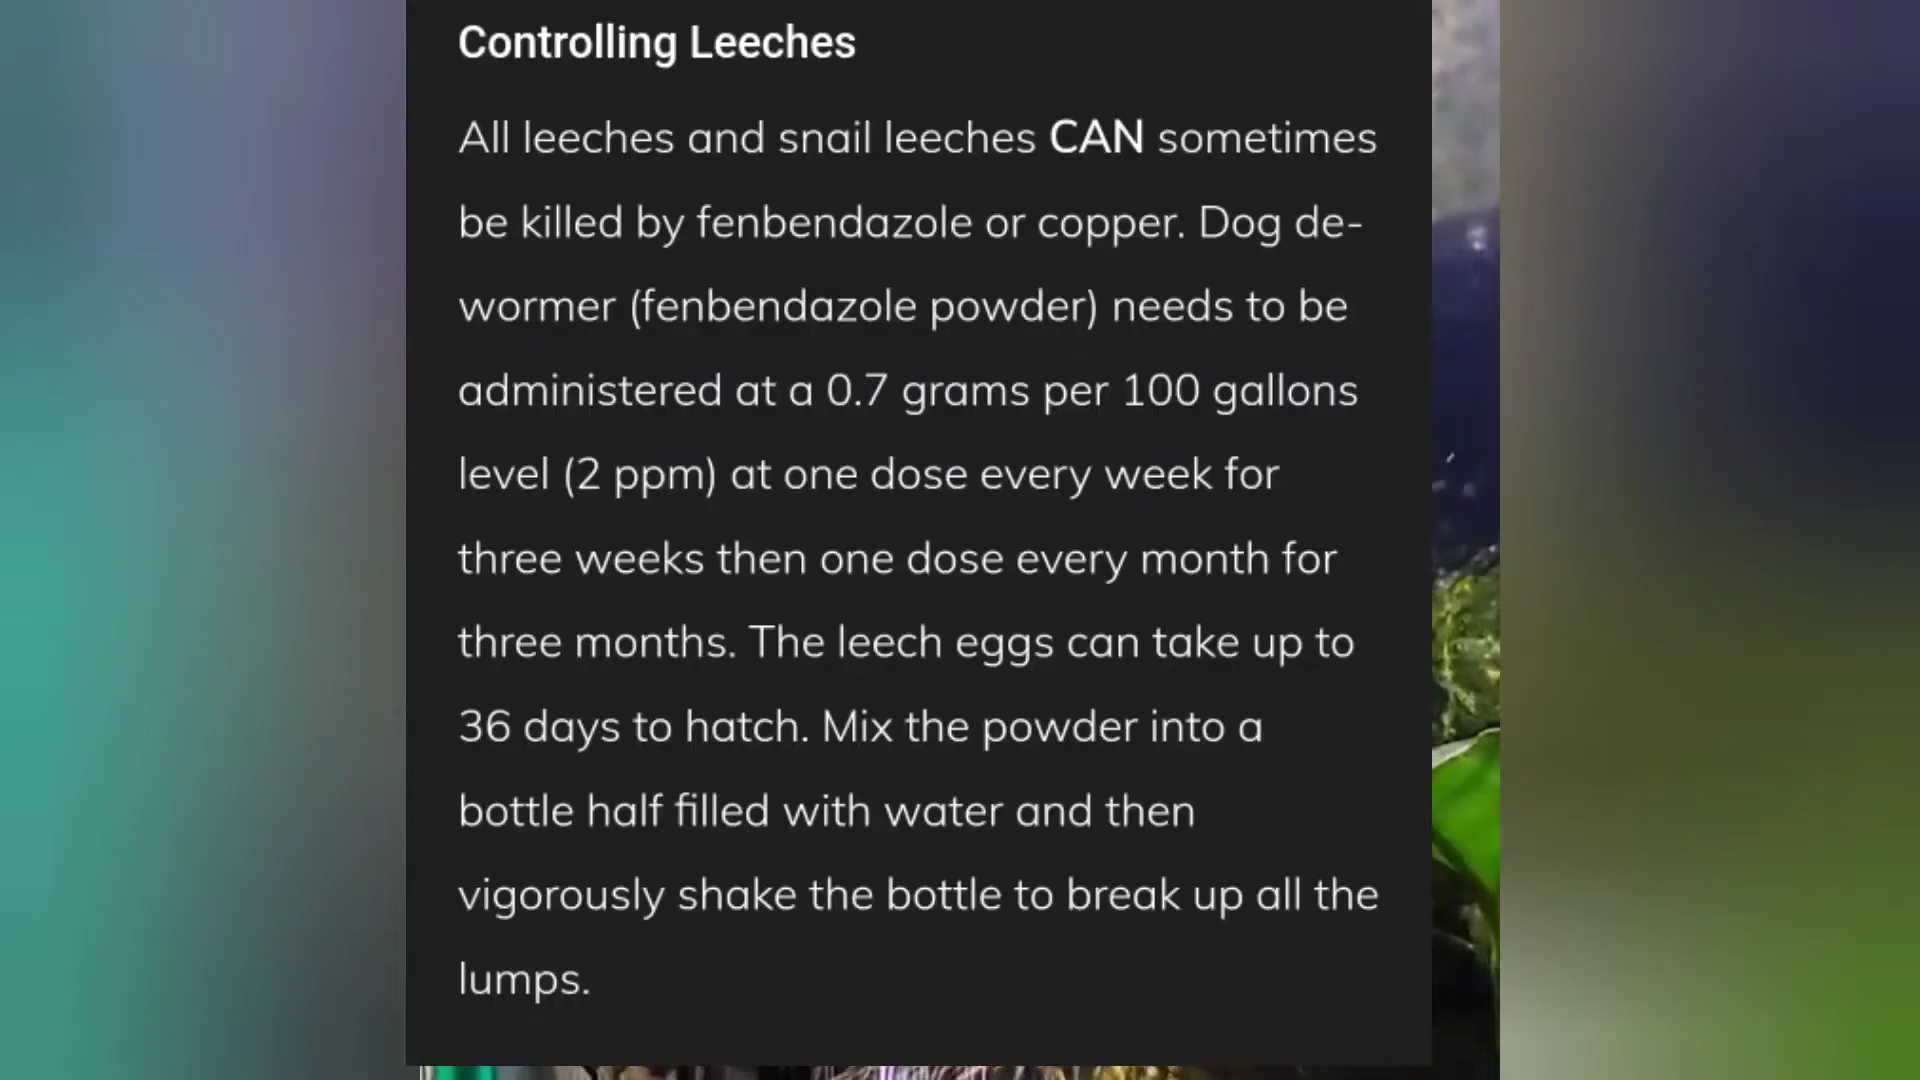 Controlling Leeches
All leeches and snail leeches CAN sometimes
be killed by fenbendazole or copper. Dog de-
wormer (fenbendazole powder) needs to be
administered at a 0.7 grams per 100 gallons
level (2 ppm) at one dose every week for
three weeks then one dose every month for
three months. The leech eggs can take up to
36 days to hatch. Mix the powder into a
bottle half filled with water and then
vigorously shake the bottle to break up all the
lumps.